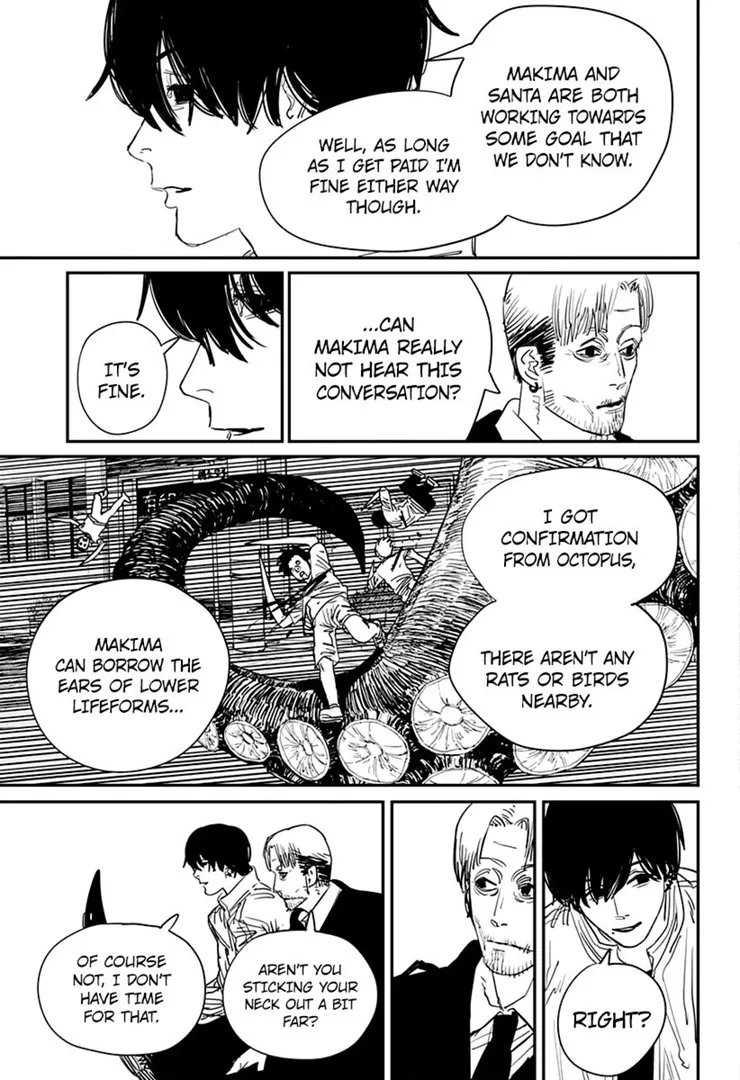 MAKIMA AND
SANTA ARE BOTH
WORKING TOWARDS
SOME GOAL THAT
WE DON'T KNOW.
WELL, AS LONG
AS I GET PAID I'M
FINE EITHER WAY
THOUGH.
...CAN
MAKIMA REALLY
NOT HEAR THIS
CONVERSATION?
IT'S
FINE.
I GOT
CONFIRMATION
FROM OCTOPUS,
THERE AREN'T ANY
RATS OR BIRDS
NEARBY.
MAKIMA
CAN BORROW THE
EARS OF LOWER
LIFEFORMS...
RIGHT?
AREN'T YOU
STICKING YOUR
NECK OUT A BIT
FAR?
OF COURSE
NOT, I DON'T
HAVE TIME
FOR THAT.